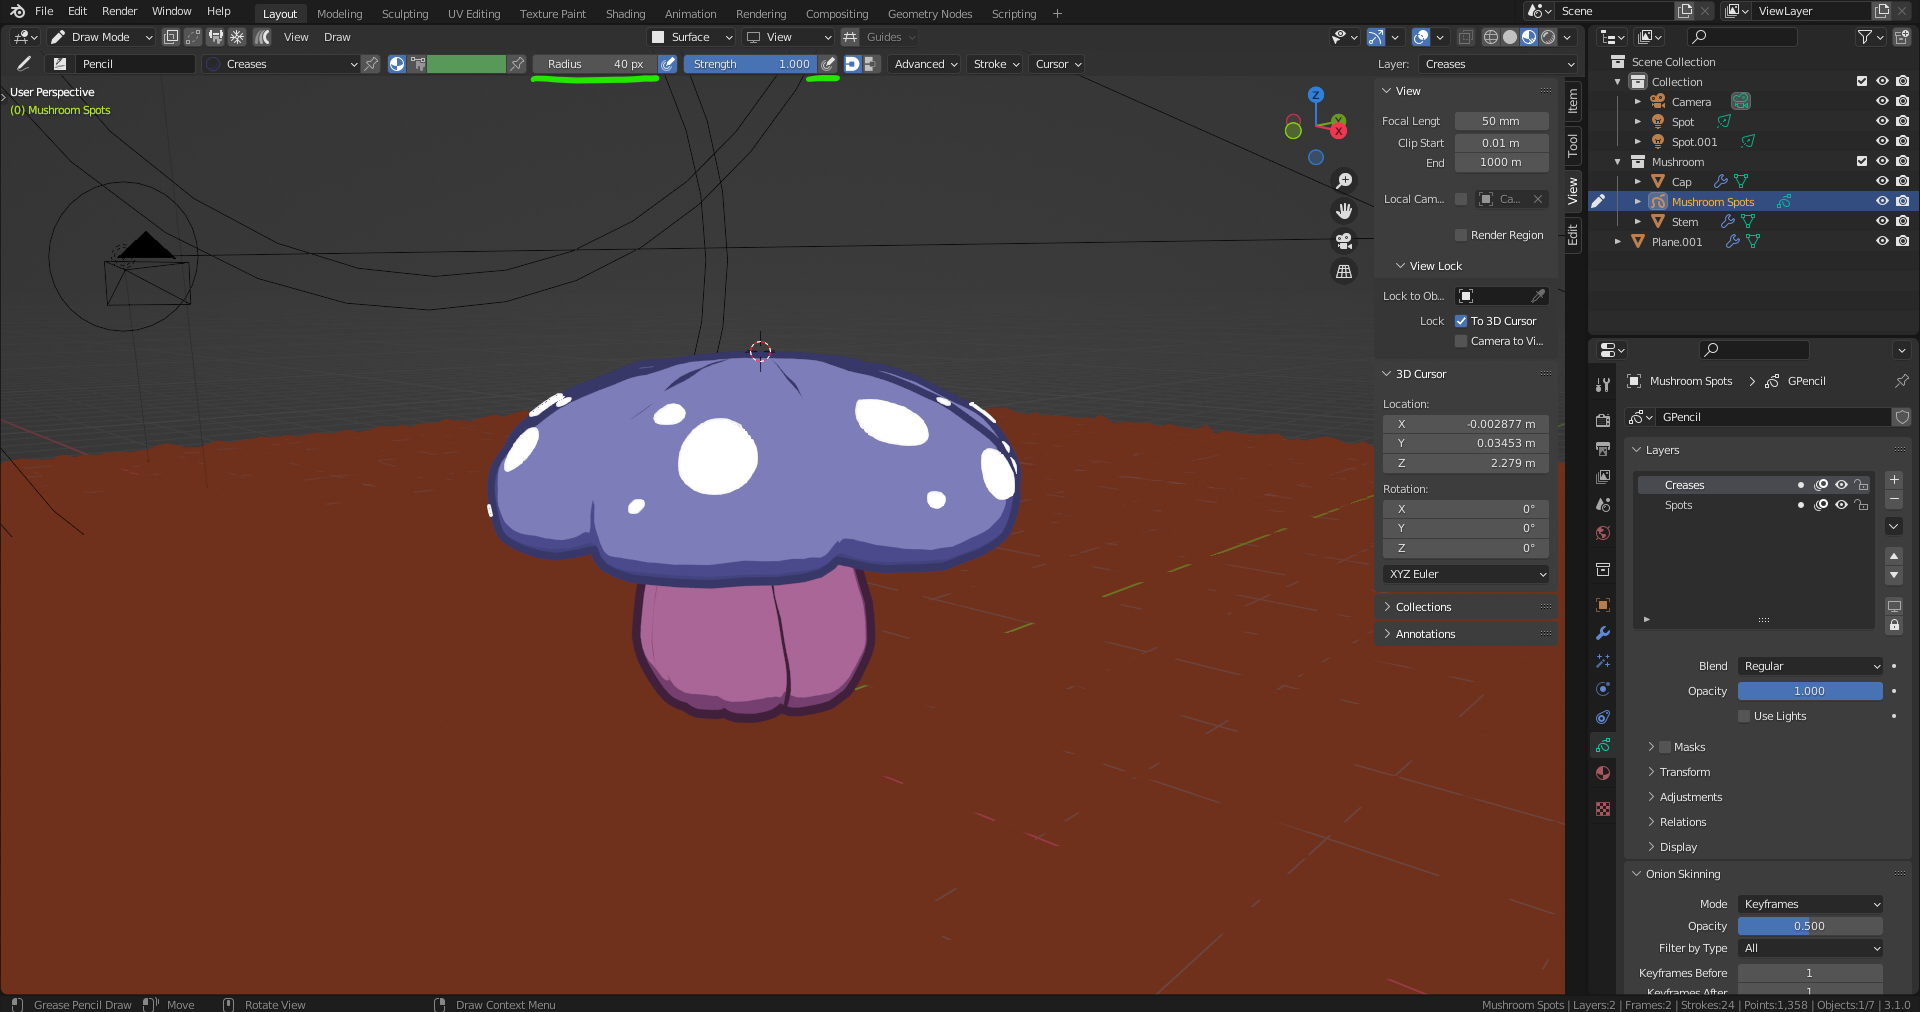 File Edit Render Window Help Layout Modeling Sculpting UV Editing Texture Paint Shading Animation Rendering Compositing Geometry Nodes Scripting + Scene ViewLayer
Draw Mode View Draw Surface View Guides
Pencil Creases Radius 40 px Strength 1.000 Advanced Stroke Cursor Layer: Creases
User Perspective
(0) Mushroom Spots
Z
Y
X
View
Focal Lengt 50 mm
Clip Start 0.01 m
End 1000 m
Local Cam... Ca...
Render Region
View Lock
Lock to Ob...
Lock To 3D Cursor
Camera to Vi...
3D Cursor
Location:
X -0.002877 m
Y 0.03453 m
Z 2.279 m
Rotation:
X 0°
Y 0°
Z 0°
XYZ Euler
Collections
Annotations
Item
Tool
View
Edit
Scene Collection
Collection
Camera
Spot
Spot.001
Mushroom
Cap
Mushroom Spots
Stem
Plane.001
Mushroom Spots > GPencil
GPencil
Layers
Creases
Spots
Blend Regular
Opacity 1.000
Use Lights
Masks
Transform
Adjustments
Relations
Display
Onion Skinning
Mode Keyframes
Opacity 0.500
Filter by Type All
Keyframes Before 1
Keyframes After 1
Grease Pencil Draw Move Rotate View Draw Context Menu Mushroom Spots | Layers:2 | Frames:2 | Strokes:24 | Points:1,358 | Objects:1/7 | 3.1.0